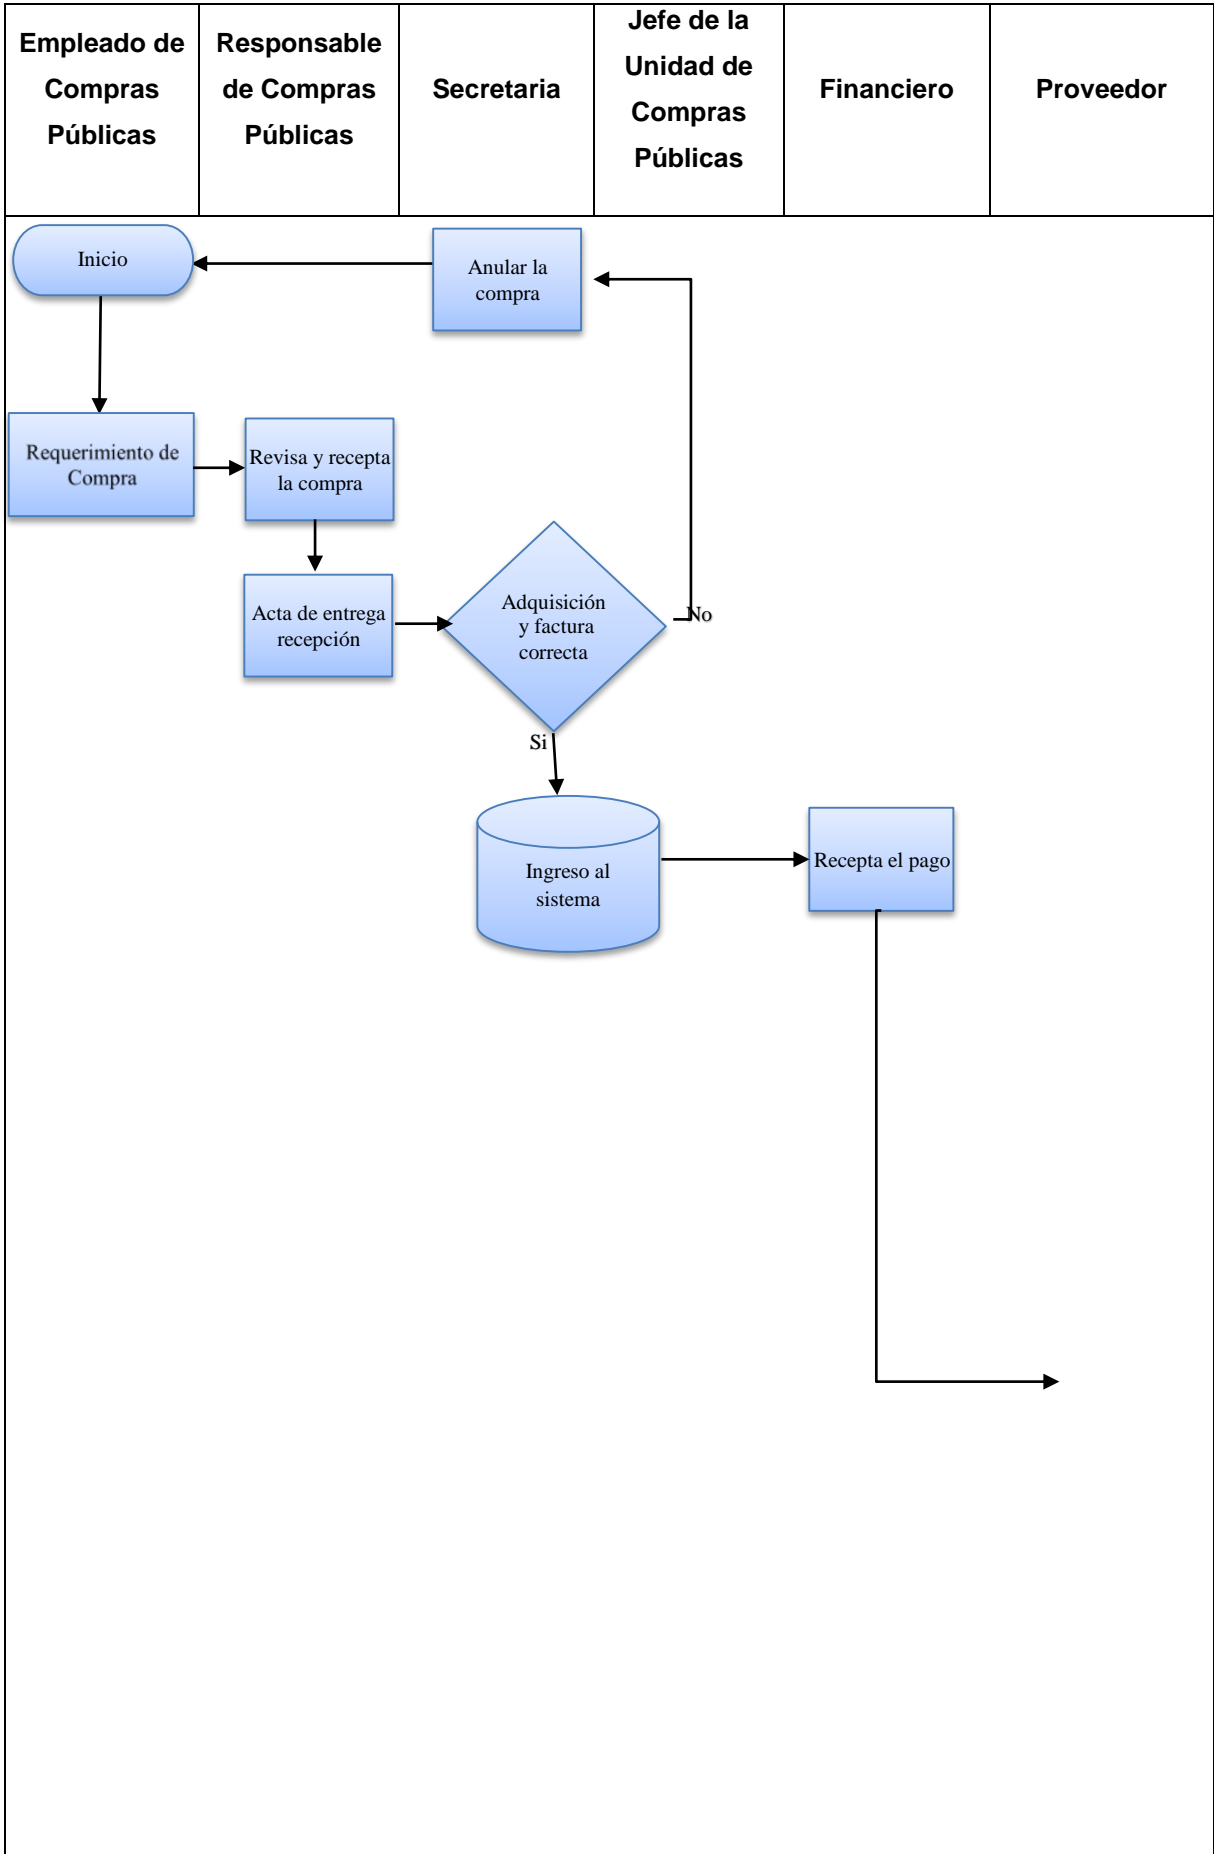 Empleado de
Compras
Públicas
Responsable
de Compras
Públicas
Secretaria
Jefe de la
Unidad de
Compras
Públicas
Financiero
Proveedor
Inicio
Anular la
compra
Requerimiento de
Compra
Revisa y recepta
la compra
Acta de entrega
recepción
Adquisición
y factura
correcta
No
Si
Ingreso al
sistema
Recepta el pago